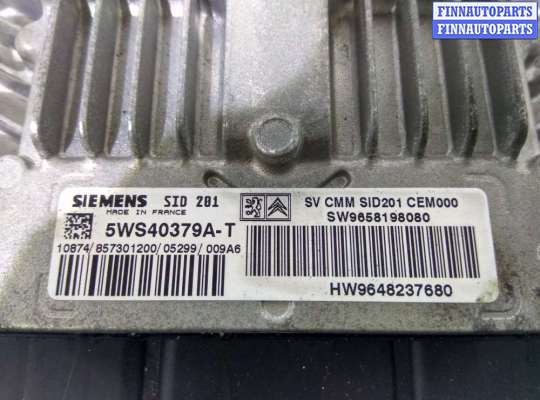 FINNAUTOPARTS
FINNAUTOPARTS
SIEMENS SID 201
MADE IN FRANCE
5WS40379A-T
10874/857301200/05299/009A6
SV CMM SID201 CEM000
SW9658198080
HW9648237680